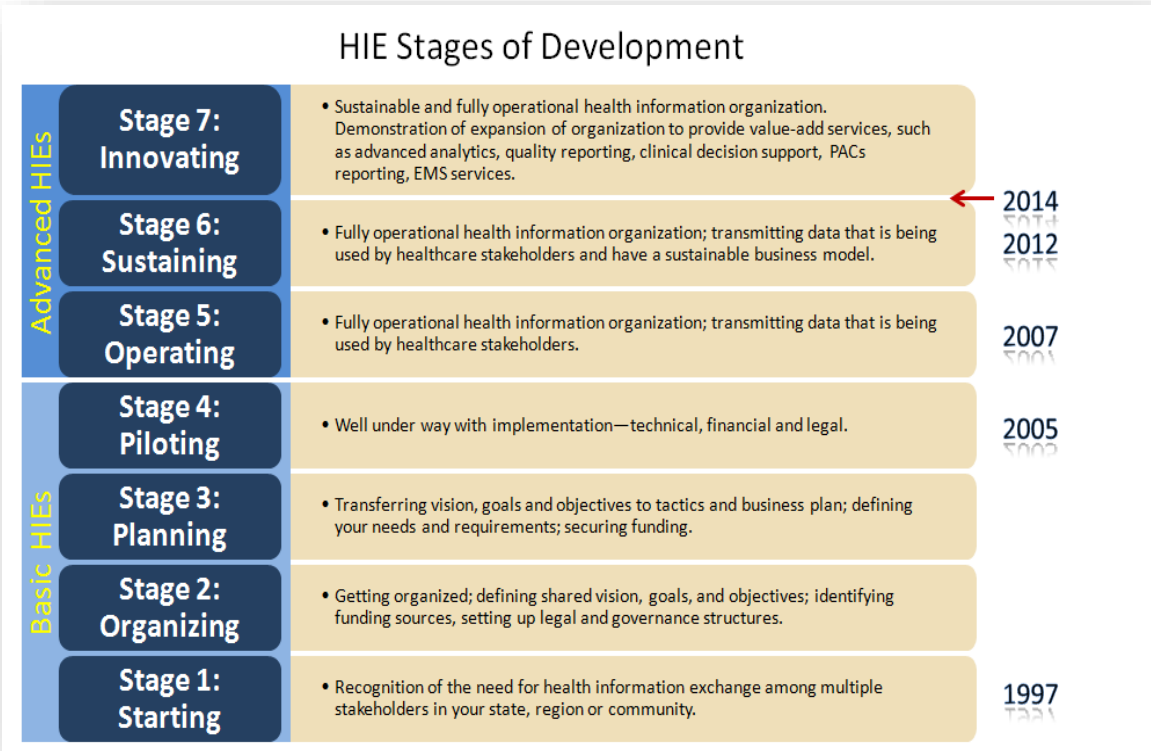 HIE Stages of Development
Advanced HIEs
Stage 7:
Innovating
• Sustainable and fully operational health information organization.
Demonstration of expansion of organization to provide value-add services, such
as advanced analytics, quality reporting, clinical decision support, PACs
reporting, EMS services.
2014
Stage 6:
Sustaining
• Fully operational health information organization; transmitting data that is being
used by healthcare stakeholders and have a sustainable business model.
2012
Stage 5:
Operating
• Fully operational health information organization; transmitting data that is being
used by healthcare stakeholders.
2007
Basic HIEs
Stage 4:
Piloting
• Well under way with implementation—technical, financial and legal.
2005
Stage 3:
Planning
• Transferring vision, goals and objectives to tactics and business plan; defining
your needs and requirements; securing funding.
Stage 2:
Organizing
• Getting organized; defining shared vision, goals, and objectives; identifying
funding sources, setting up legal and governance structures.
Stage 1:
Starting
• Recognition of the need for health information exchange among multiple
stakeholders in your state, region or community.
1997